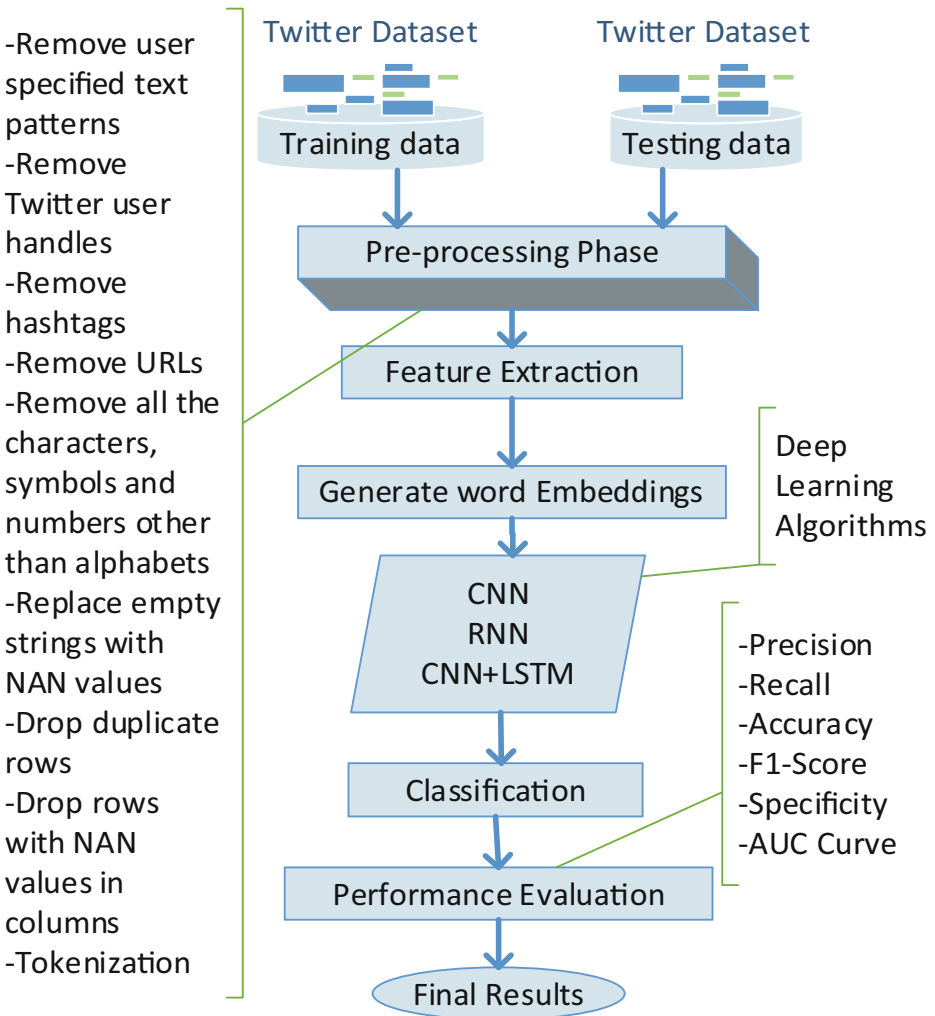 -Remove user
specified text
patterns
-Remove
Twitter user
handles
-Remove
hashtags
-Remove URLs
-Remove all the
characters,
symbols and
numbers other
than alphabets
-Replace empty
strings with
NAN values
-Drop duplicate
rows
-Drop rows
with NAN
values in
columns
-Tokenization
Twitter Dataset
Training data
Twitter Dataset
Testing data
Pre-processing Phase
Feature Extraction
Generate word Embeddings
Deep
Learning
Algorithms
CNN
RNN
CNN+LSTM
Classification
-Precision
-Recall
-Accuracy
-F1-Score
-Specificity
-AUC Curve
Performance Evaluation
Final Results